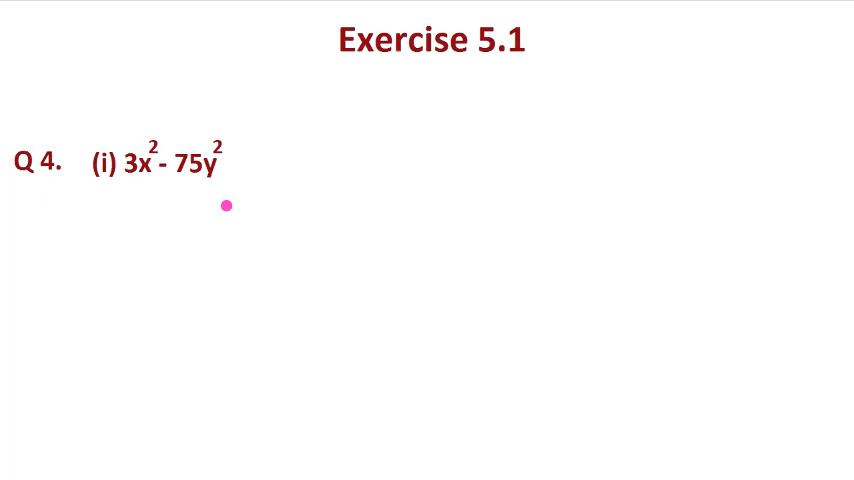 Exercise 5.1
Q 4. (i) 3x² - 75y²